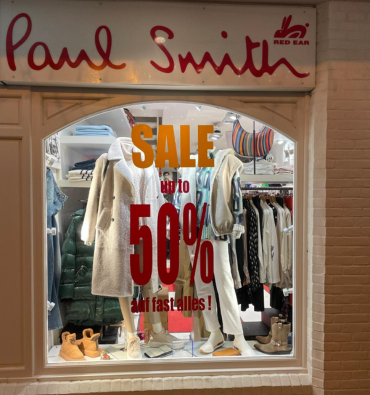 Paul Smith
RED EAR
SALE
up to
50%
auf fast alles !